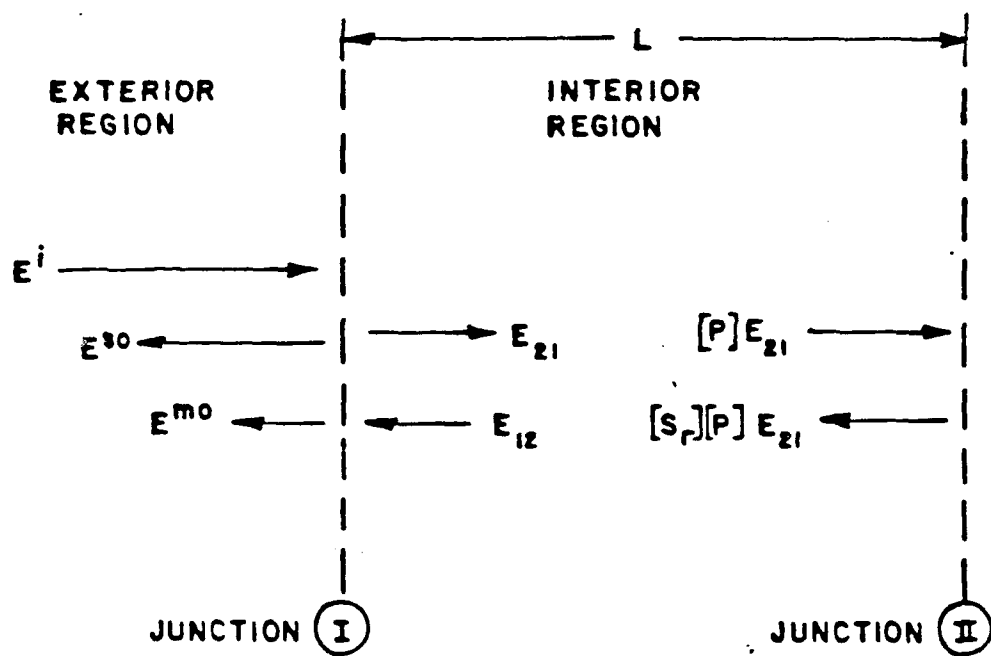 L
EXTERIOR
REGION
INTERIOR
REGION
E^i
E^so
E_21
[P]E_21
E^mo
E_12
[S_r][P] E_21
JUNCTION I
JUNCTION II